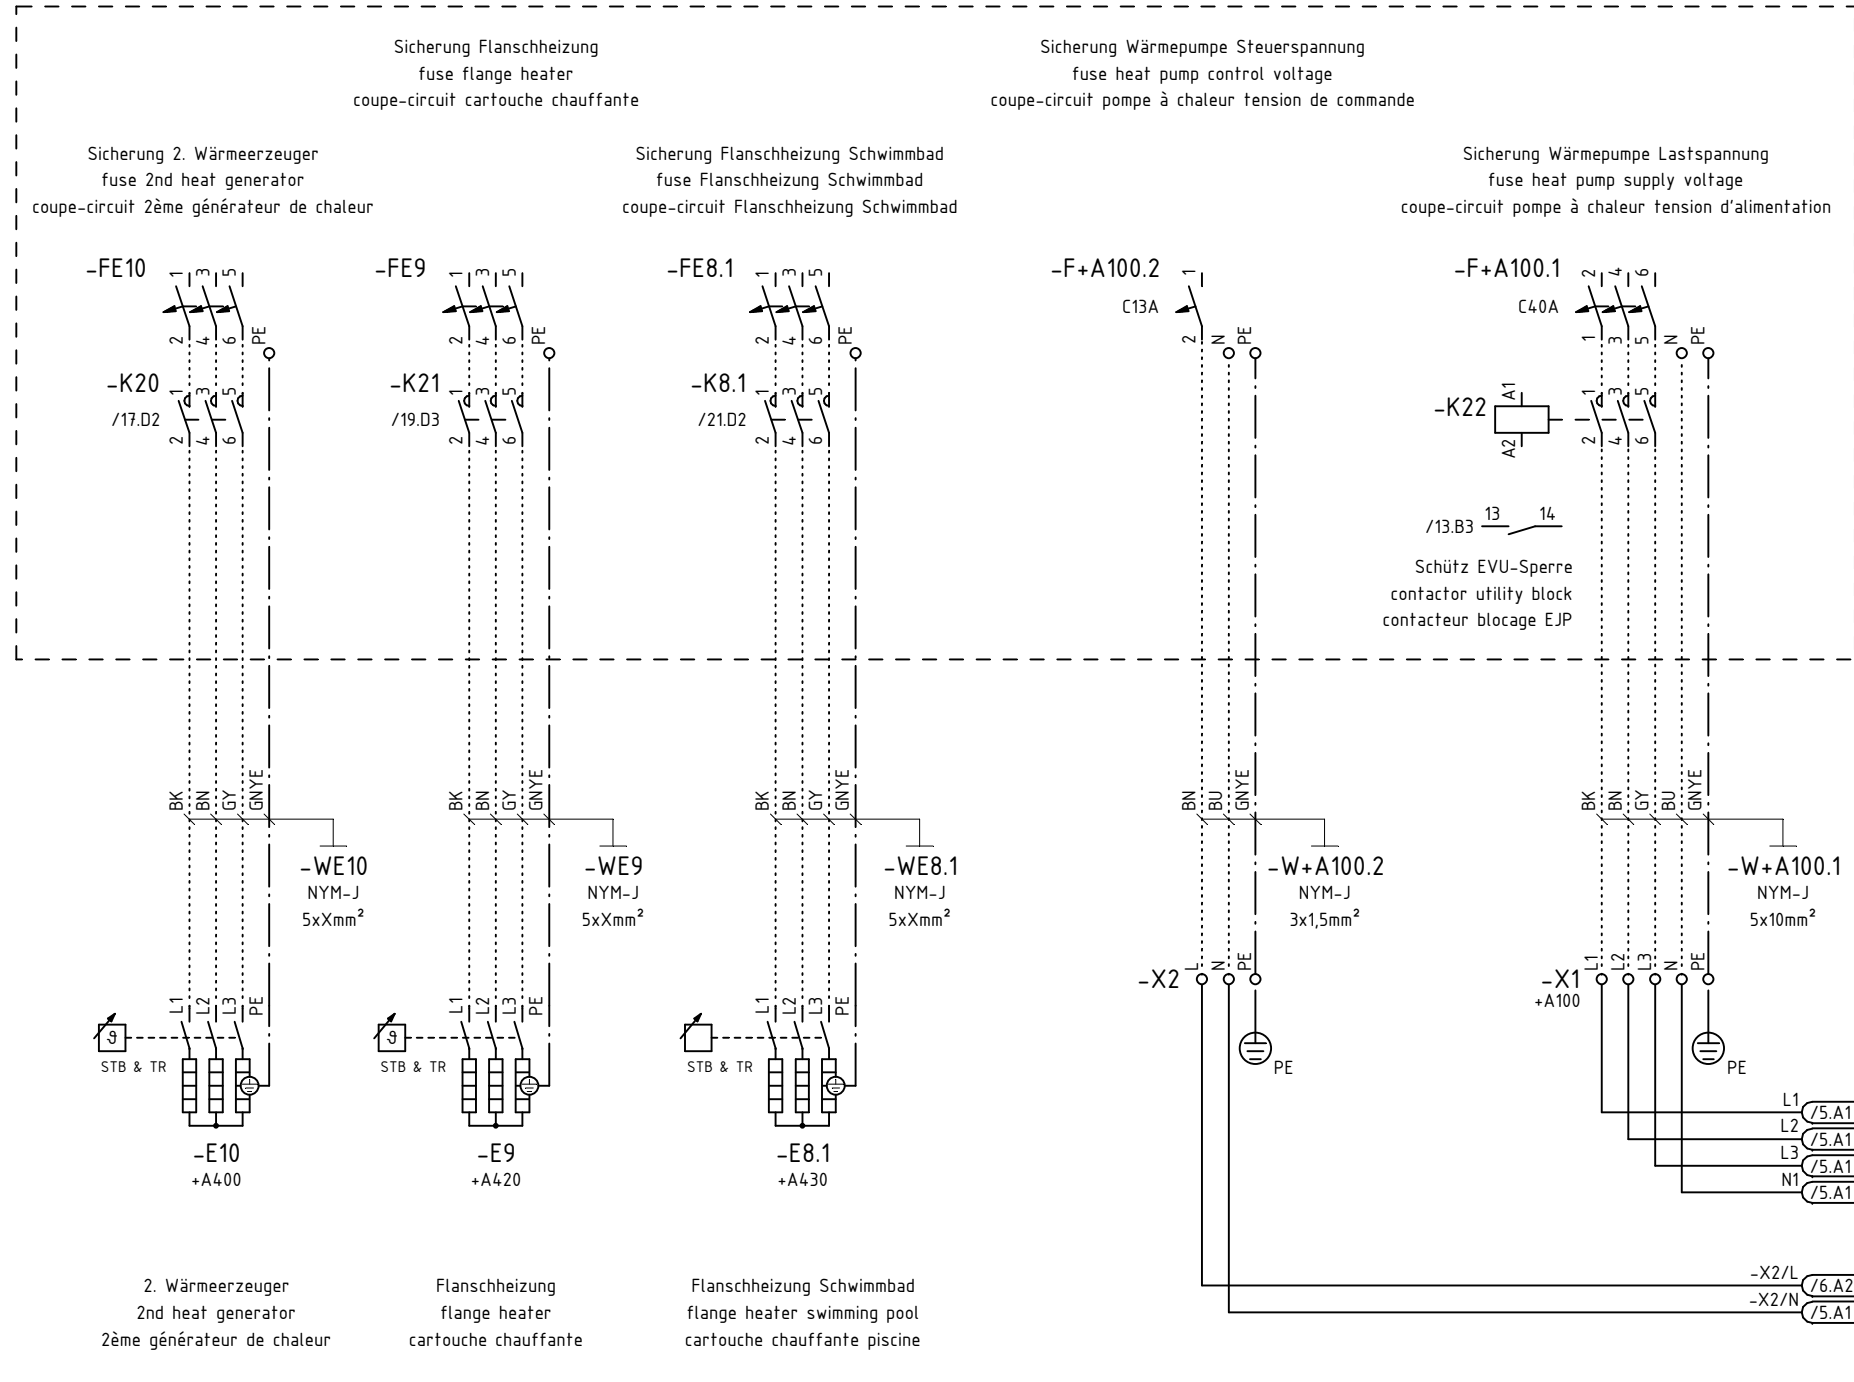 Sicherung Flanschheizung
fuse flange heater
coupe-circuit cartouche chauffante
Sicherung Wärmepumpe Steuerspannung
fuse heat pump control voltage
coupe-circuit pompe à chaleur tension de commande
Sicherung 2. Wärmeerzeuger
fuse 2nd heat generator
coupe-circuit 2ème générateur de chaleur
Sicherung Flanschheizung Schwimmbad
fuse Flanschheizung Schwimmbad
coupe-circuit Flanschheizung Schwimmbad
Sicherung Wärmepumpe Lastspannung
fuse heat pump supply voltage
coupe-circuit pompe à chaleur tension d'alimentation
-FE10 1 3 5
2 4 6 PE
-FE9 1 3 5
2 4 6 PE
-FE8.1 1 3 5
2 4 6 PE
-F+A100.2 1
C13A
2 N PE
-F+A100.1 2 4 6
C40A
1 3 5 N PE
-K20 1 3 5
/17.D2
2 4 6
-K21 1 3 5
/19.D3
2 4 6
-K8.1 1 3 5
/21.D2
2 4 6
-K22 A1 A2 1 3 5
2 4 6
/13.B3 13 14
Schütz EVU-Sperre
contactor utility block
contacteur blocage EJP
BK BN GY GNYE
BK BN GY GNYE
BK BN GY GNYE
BN BU GNYE
BK BN GY BU GNYE
-WE10
NYM-J
5xXmm²
-WE9
NYM-J
5xXmm²
-WE8.1
NYM-J
5xXmm²
-W+A100.2
NYM-J
3x1,5mm²
-W+A100.1
NYM-J
5x10mm²
-X2 L N PE
PE
-X1 L1 L2 L3 N PE
+A100
PE
L1 L2 L3 PE
ϑ
STB & TR
L1 L2 L3 PE
ϑ
STB & TR
L1 L2 L3 PE
STB & TR
L1 /5.A1
L2 /5.A1
L3 /5.A1
N1 /5.A1
-E10
+A400
-E9
+A420
-E8.1
+A430
-X2/L /6.A2
-X2/N /5.A1
2. Wärmeerzeuger
2nd heat generator
2ème générateur de chaleur
Flanschheizung
flange heater
cartouche chauffante
Flanschheizung Schwimmbad
flange heater swimming pool
cartouche chauffante piscine